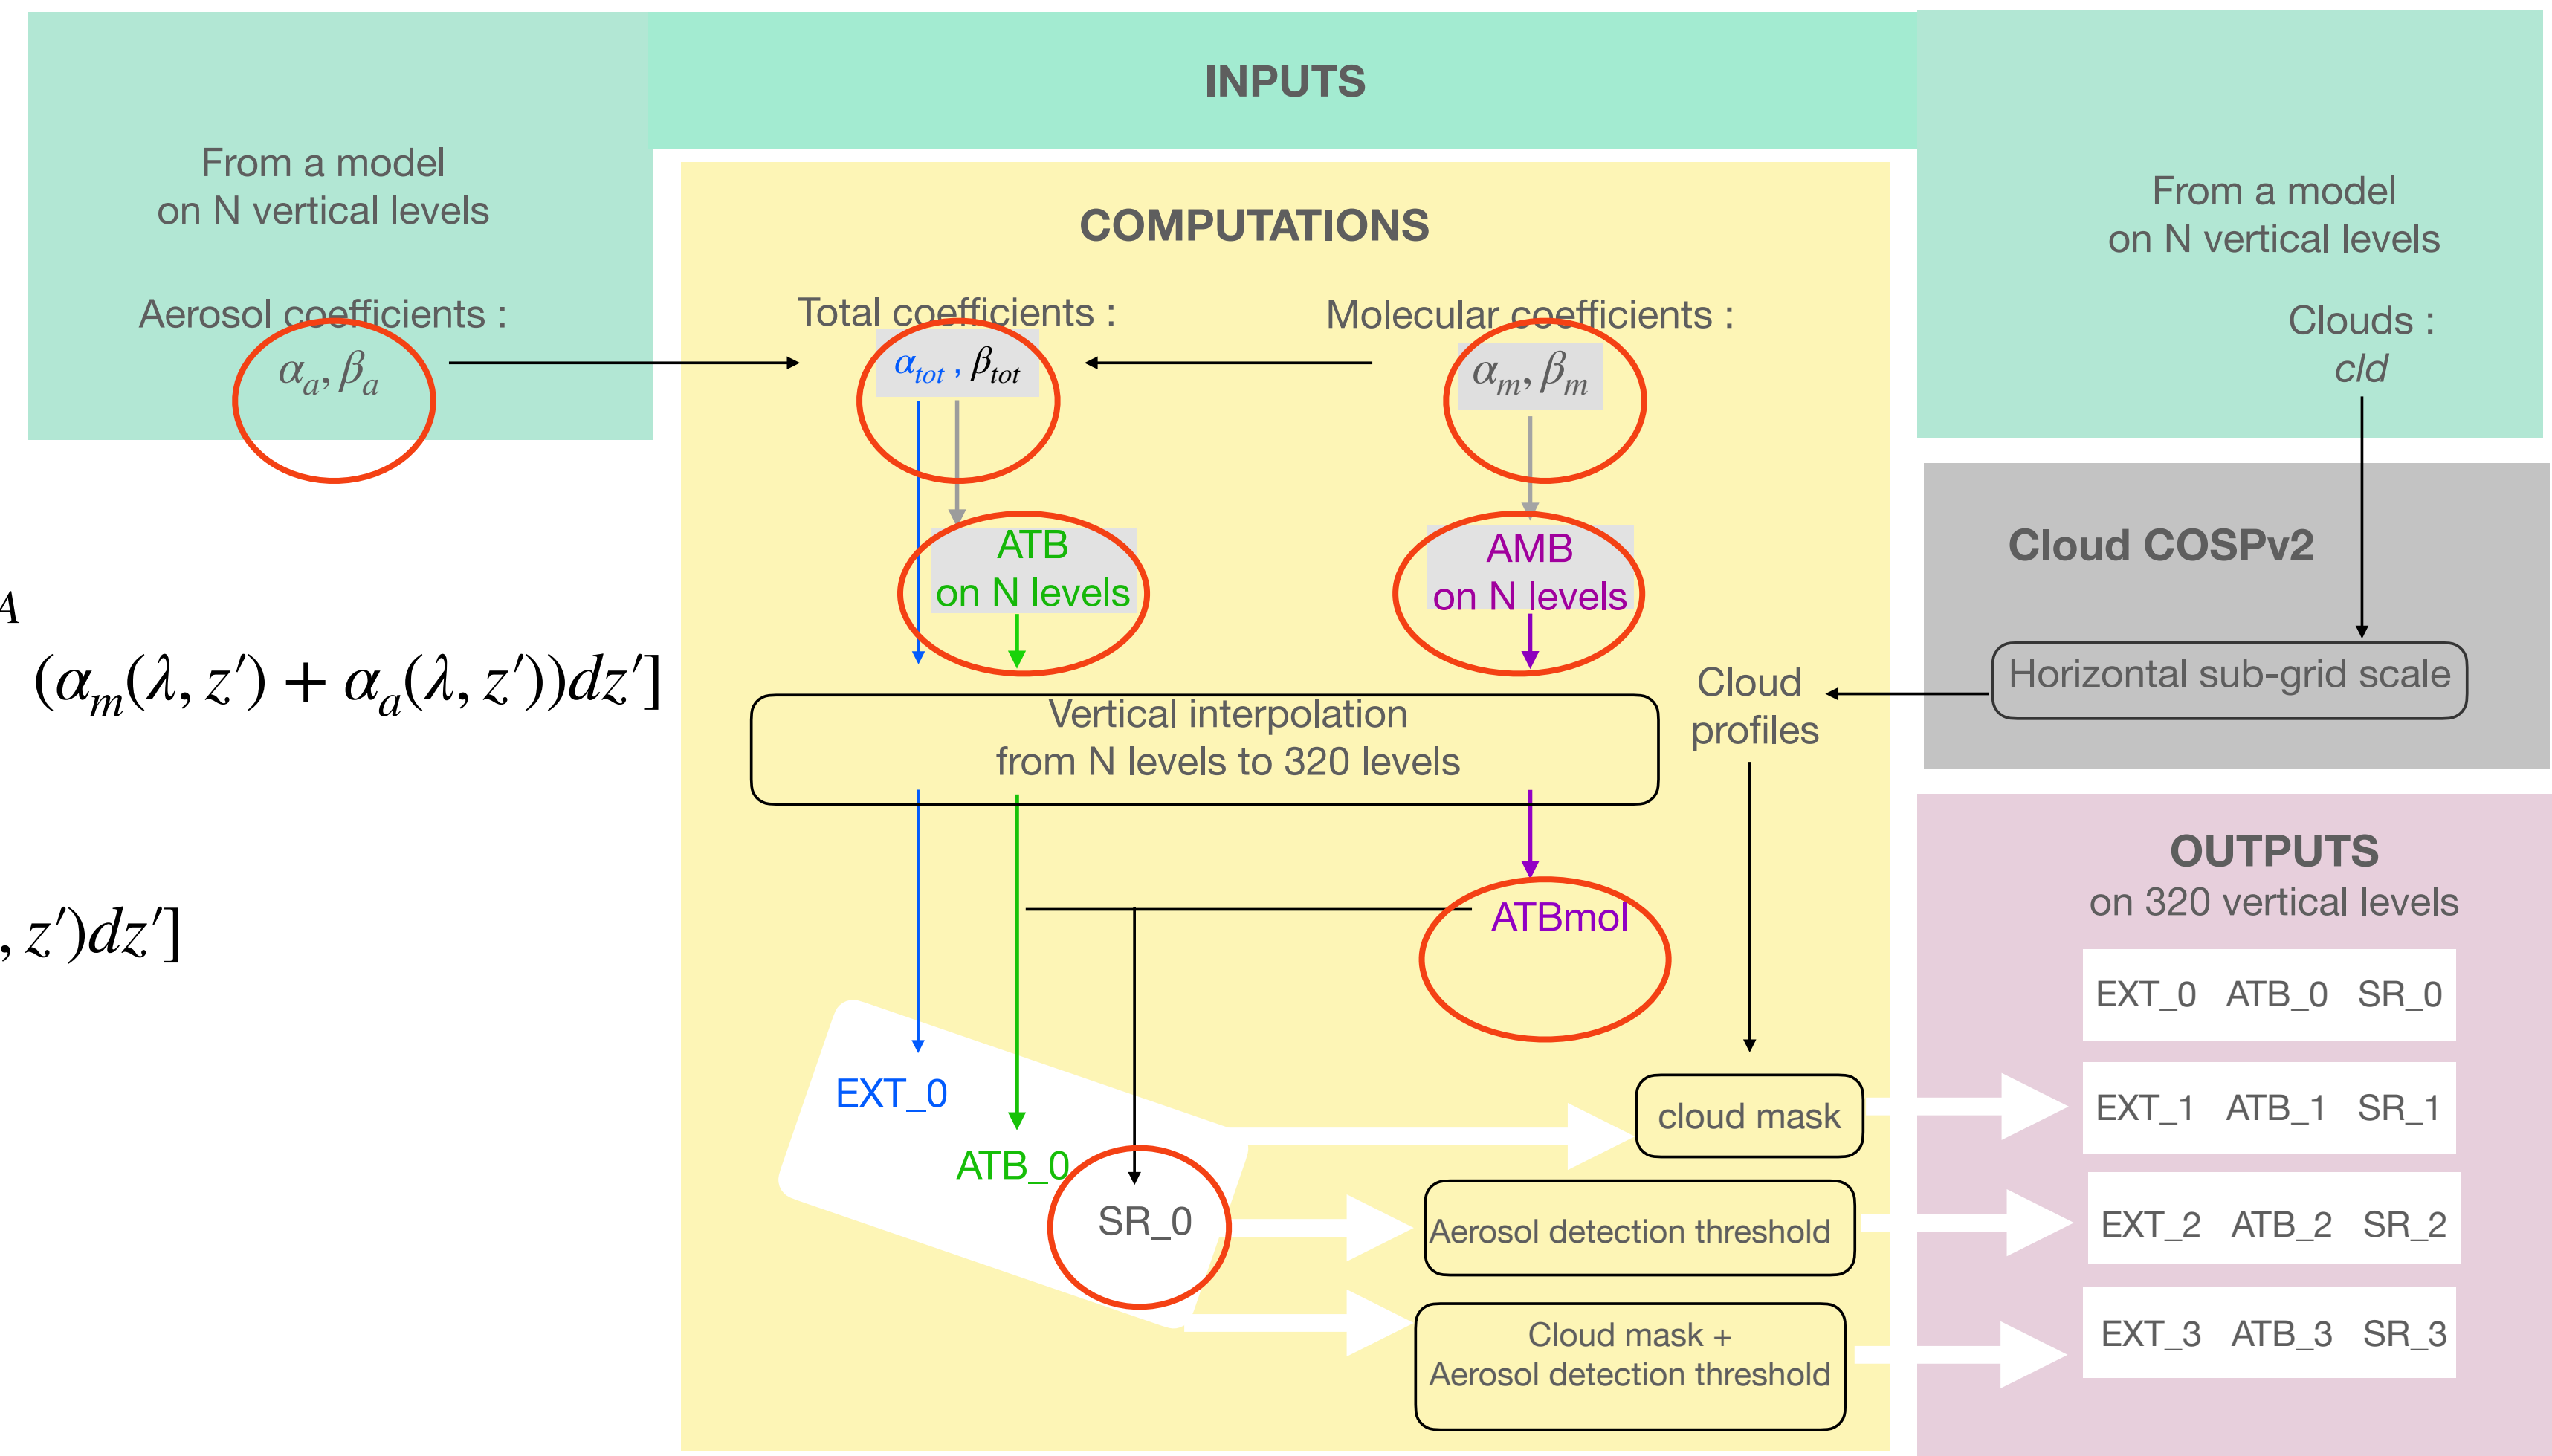 INPUTS
From a model
on N vertical levels
Aerosol coefficients :
αₐ, βₐ
COMPUTATIONS
Total coefficients :
α_tot , β_tot
Molecular coefficients :
αₘ, βₘ
From a model
on N vertical levels
Clouds :
cld
ATB
on N levels
AMB
on N levels
Cloud COSPv2
Horizontal sub-grid scale
A
(αₘ(λ, z′) + αₐ(λ, z′))dz′]
, z′)dz′]
Vertical interpolation
from N levels to 320 levels
Cloud
profiles
ATBmol
EXT_0
ATB_0
SR_0
cloud mask
Aerosol detection threshold
Cloud mask +
Aerosol detection threshold
OUTPUTS
on 320 vertical levels
EXT_0 ATB_0 SR_0
EXT_1 ATB_1 SR_1
EXT_2 ATB_2 SR_2
EXT_3 ATB_3 SR_3